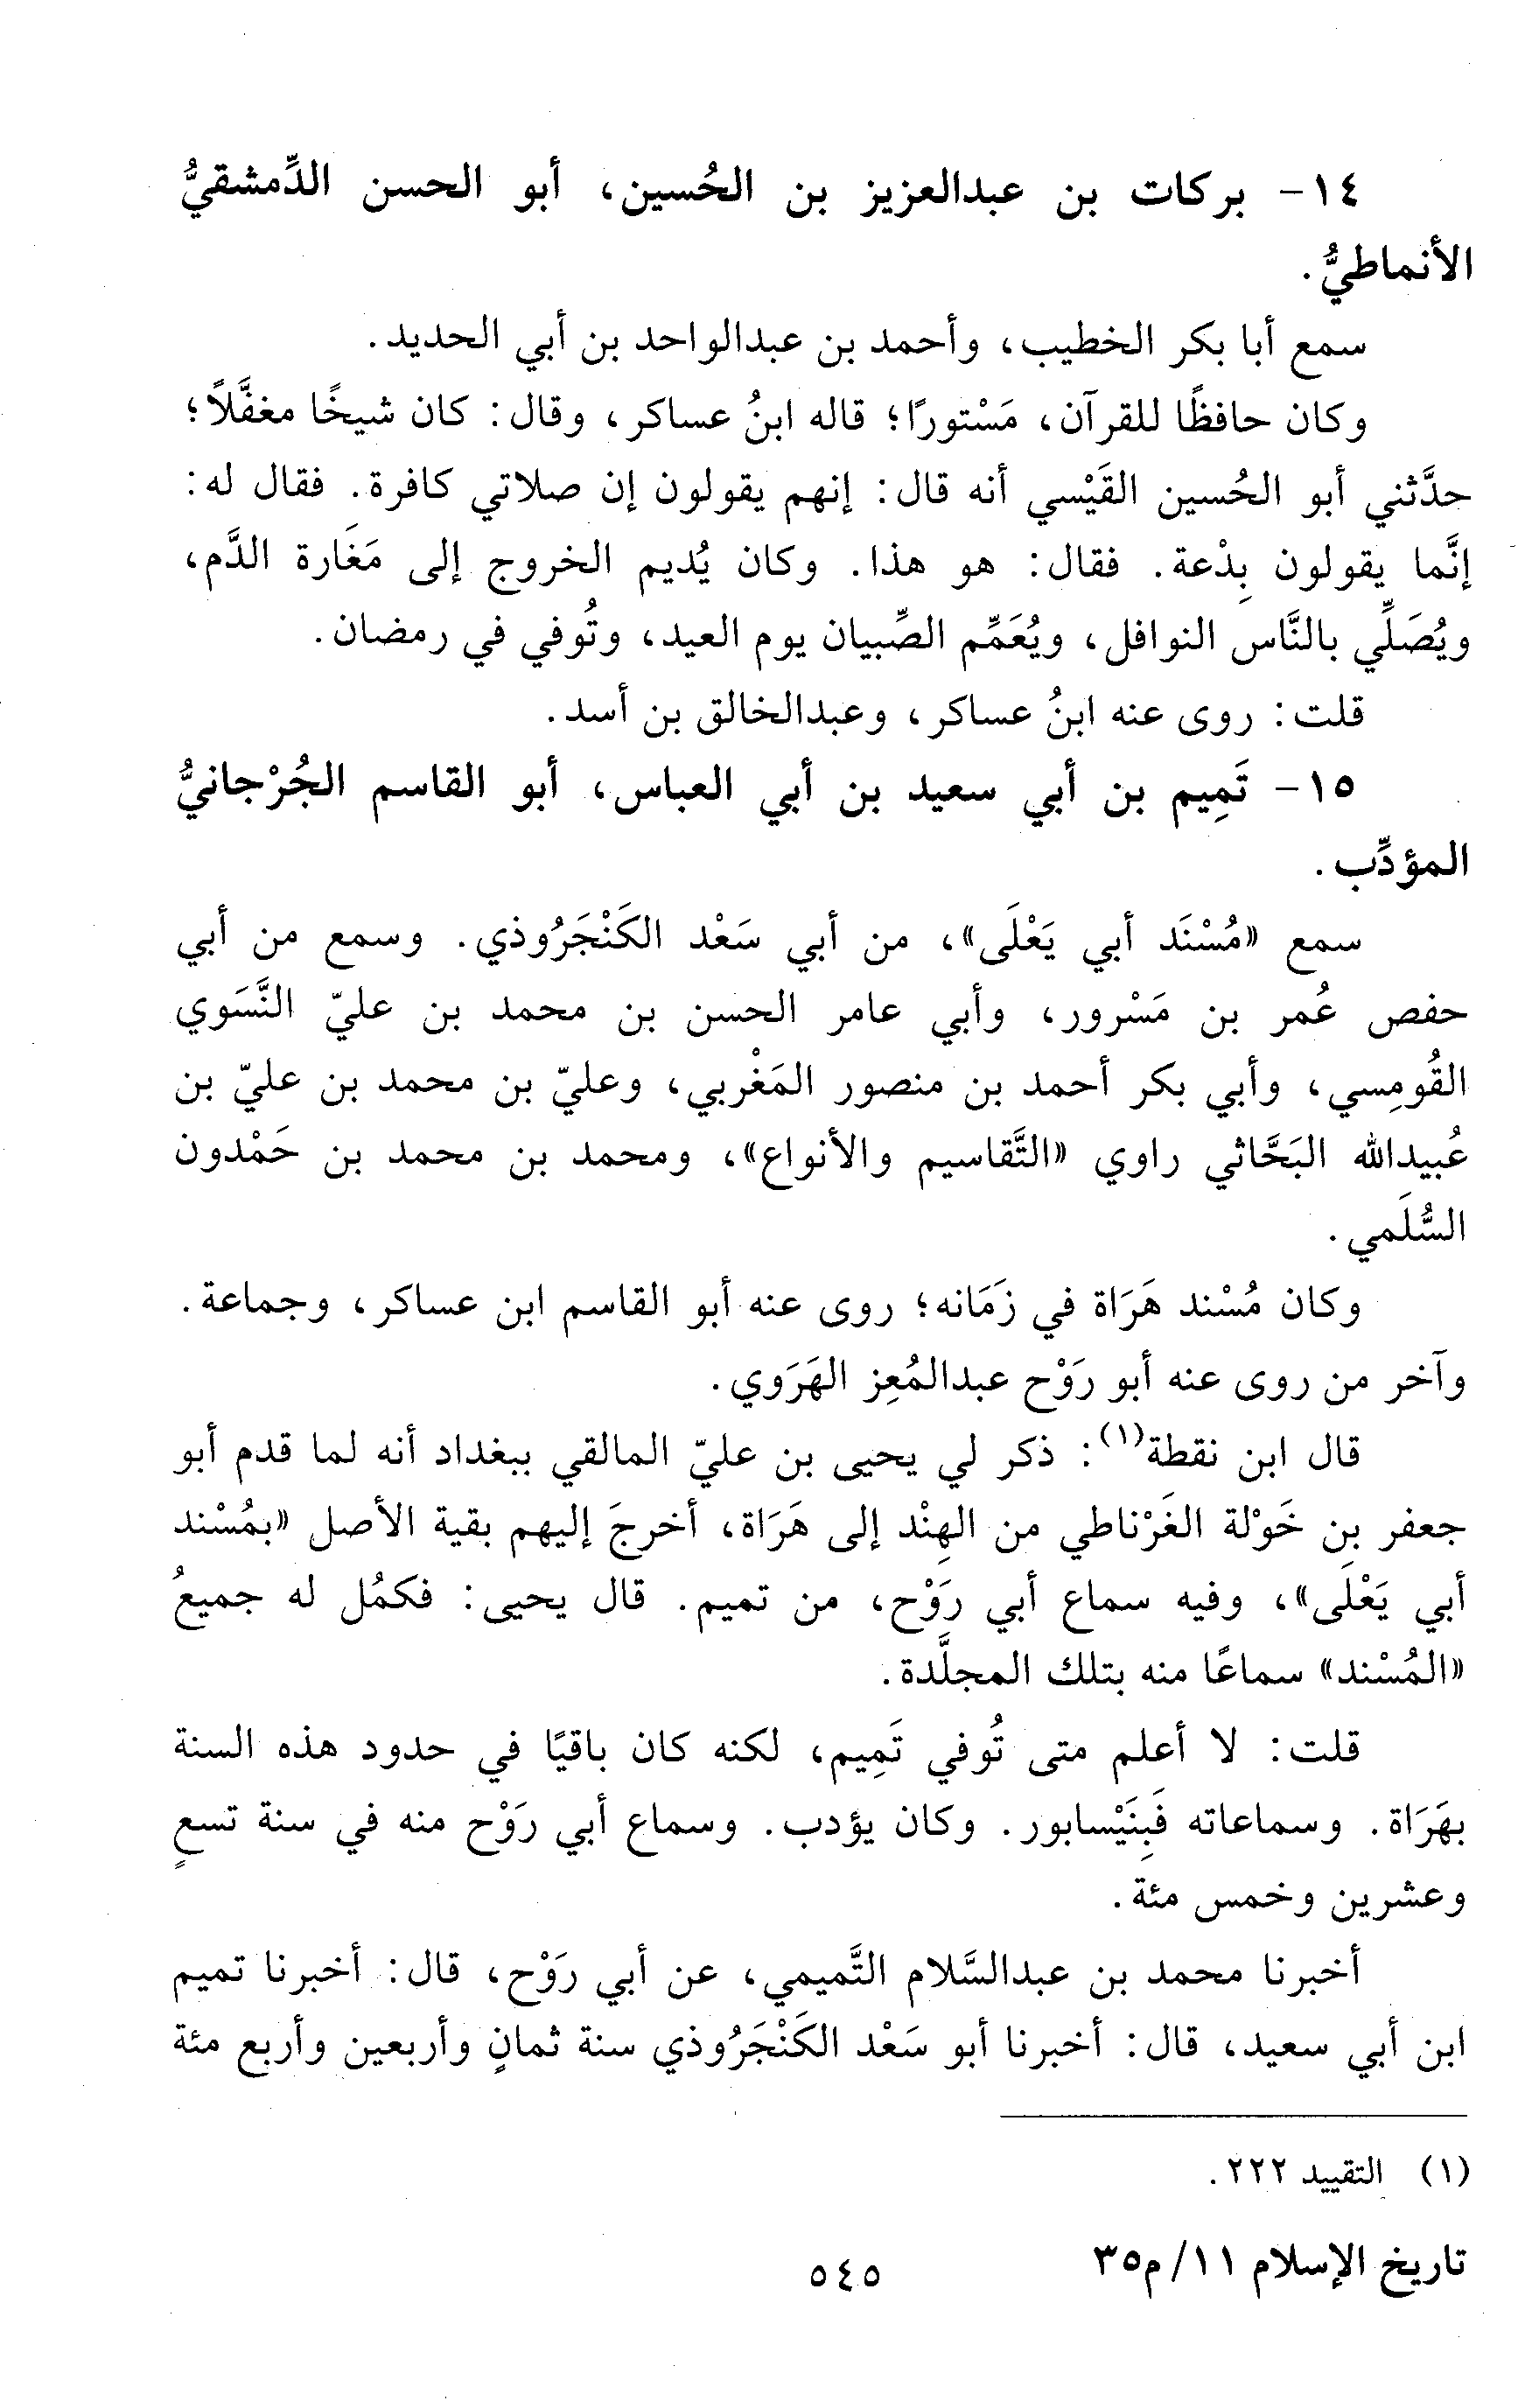 ١٤- بركات بن عبدالعزيز بن الحُسين، أبو الحسن الدِّمشقيُّ
الأنماطيُّ.
سمع أبا بكر الخطيب، وأحمد بن عبدالواحد بن أبي الحديد.
وكان حافظًا للقرآن، مَسْتورًا؛ قاله ابنُ عساكر، وقال: كان شيخًا مغفَّلاً؛
حدَّثني أبو الحُسين القَيْسي أنه قال: إنهم يقولون إن صلاتي كافرة. فقال له:
إنَّما يقولون بِدْعة. فقال: هو هذا. وكان يُديم الخروج إلى مَغَارة الدَّم،
ويُصَلِّي بالنَّاس النوافل، ويُعَمِّم الصِّبيان يوم العيد، وتُوفي في رمضان.
قلت: روى عنه ابنُ عساكر، وعبدالخالق بن أسد.
١٥- تَمِيم بن أبي سعيد بن أبي العباس، أبو القاسم الجُرْجانيُّ
المؤدِّب.
سمع «مُسْنَد أبي يَعْلَى»، من أبي سَعْد الكَنْجَرُوذي. وسمع من أبي
حفص عُمر بن مَسْرور، وأبي عامر الحسن بن محمد بن عليّ النَّسَوي
القُومِسي، وأبي بكر أحمد بن منصور المَغْربي، وعليّ بن محمد بن عليّ بن
عُبيدالله البَحَّاثي راوي «التَّقاسيم والأنواع»، ومحمد بن محمد بن حَمْدون
السُّلَمي.
وكان مُسْند هَرَاة في زَمَانه؛ روى عنه أبو القاسم ابن عساكر، وجماعة.
وآخر من روى عنه أبو رَوْح عبدالمُعِز الهَرَوي.
قال ابن نقطة(١): ذكر لي يحيى بن عليّ المالقي ببغداد أنه لما قدم أبو
جعفر بن خَوْلة الغَرْناطي من الهِنْد إلى هَرَاة، أخرجَ إليهم بقية الأصل «بمُسْند
أبي يَعْلَى»، وفيه سماع أبي رَوْح، من تميم. قال يحيى: فكمُل له جميعُ
«المُسْند» سماعًا منه بتلك المجلَّدة.
قلت: لا أعلم متى تُوفي تَمِيم، لكنه كان باقيًا في حدود هذه السنة
بهَرَاة. وسماعاته فَبِنَيْسابور. وكان يؤدب. وسماع أبي رَوْح منه في سنة تسعٍ
وعشرين وخمس مئة.
أخبرنا محمد بن عبدالسَّلام التَّميمي، عن أبي رَوْح، قال: أخبرنا تميم
ابن أبي سعيد، قال: أخبرنا أبو سَعْد الكَنْجَرُوذي سنة ثمانٍ وأربعين وأربع مئة
(١) التقييد ٢٢٢.
تاريخ الإسلام ١١/ م٣٥
٥٤٥